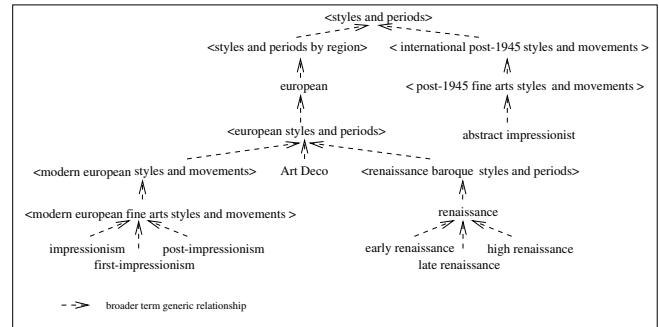 <styles and periods>
<styles and periods by region> < international post-1945 styles and movements >
european < post-1945 fine arts styles and movements >
<european styles and periods> abstract impressionist
<modern european styles and movements> Art Deco <renaissance baroque styles and periods>
<modern european fine arts styles and movements > renaissance
impressionism post-impressionism early renaissance high renaissance
first-impressionism late renaissance
broader term generic relationship